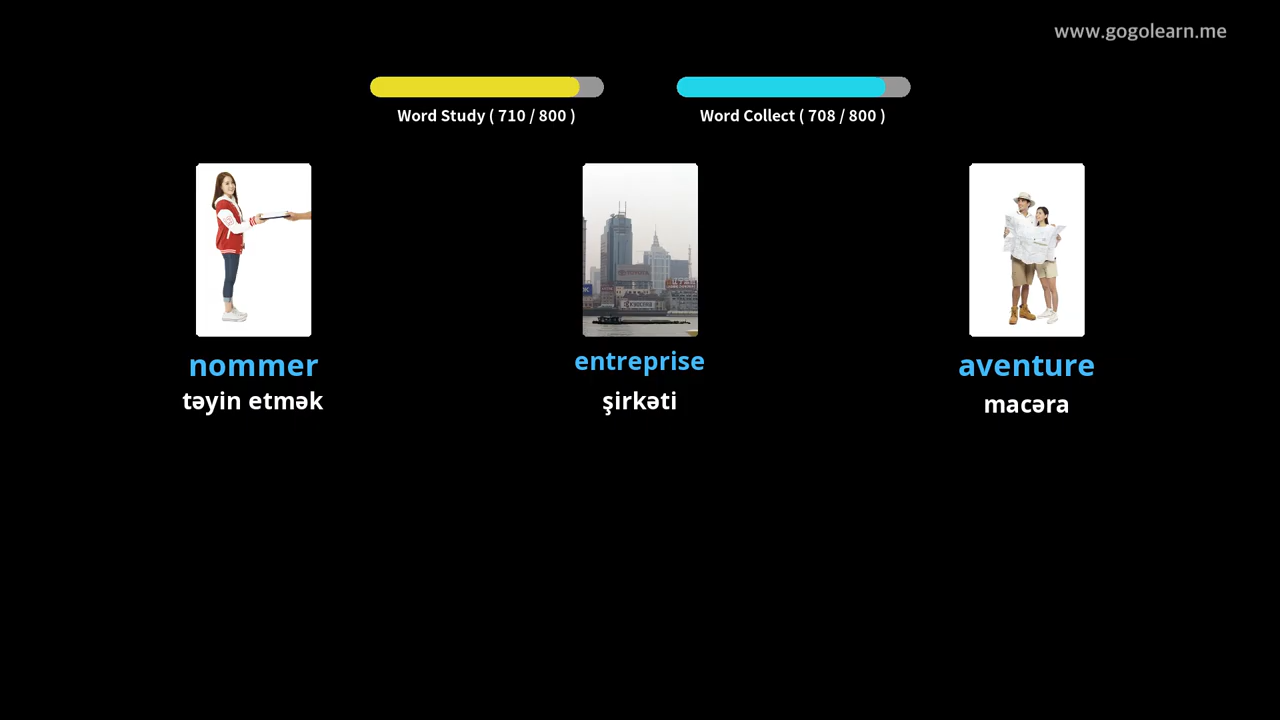 www.gogolearn.me
Word Study ( 710 / 800 )
Word Collect ( 708 / 800 )
nommer
təyin etmək
entreprise
şirkəti
aventure
macəra